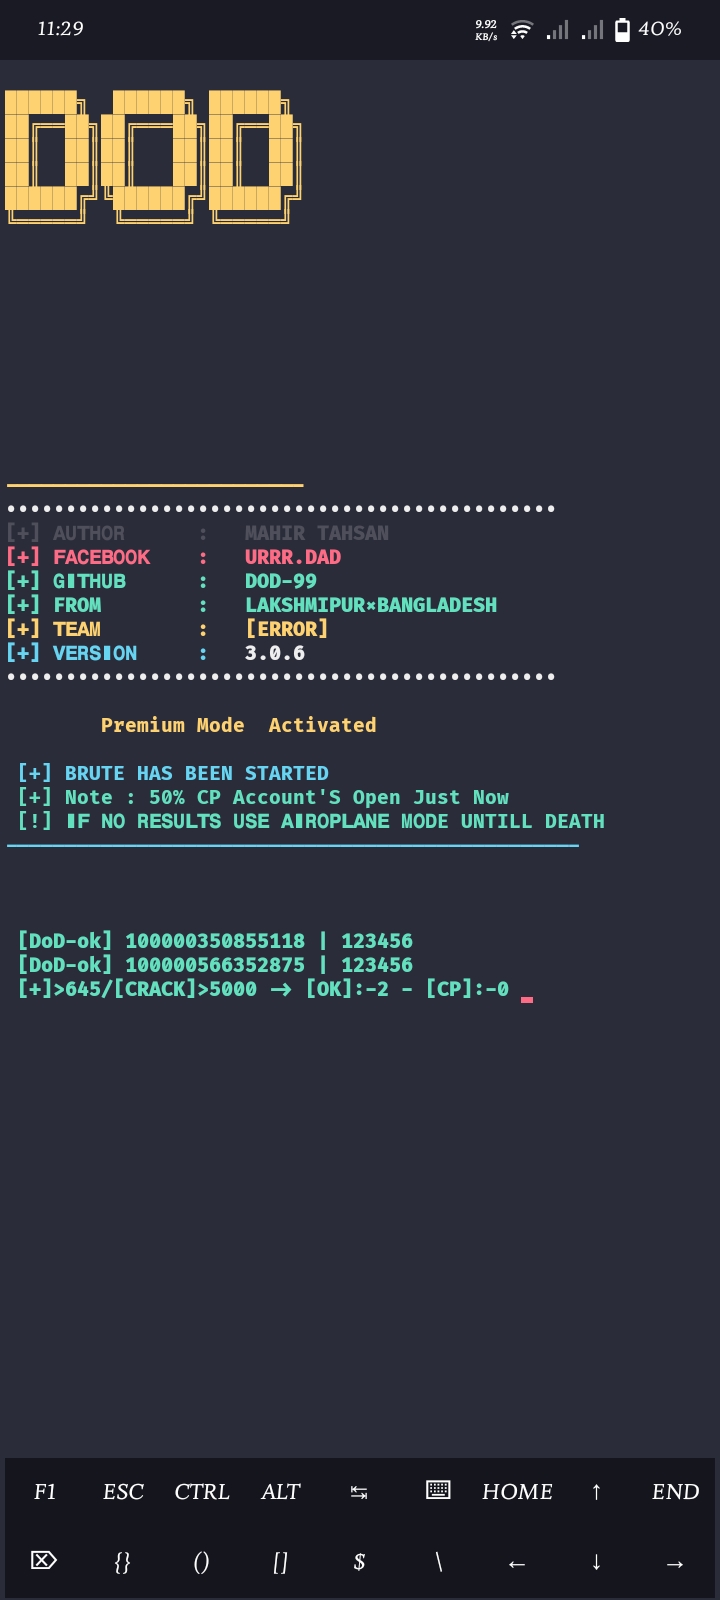 11:29
9.92 KB/s
40%
DOD
[+] AUTHOR : MAHIR TAHSAN
[+] FACEBOOK : URRR.DAD
[+] GITHUB : DOD-99
[+] FROM : LAKSHMIPUR×BANGLADESH
[+] TEAM : [ERROR]
[+] VERSION : 3.0.6
Premium Mode Activated
[+] BRUTE HAS BEEN STARTED
[+] Note : 50% CP Account'S Open Just Now
[!] IF NO RESULTS USE AIROPLANE MODE UNTILL DEATH
[DoD-ok] 100000350855118 | 123456
[DoD-ok] 100000566352875 | 123456
[+]>645/[CRACK]>5000 → [OK]:-2 - [CP]:-0
F1 ESC CTRL ALT ↹ HOME ↑ END
{} () [] $ \ ← ↓ →